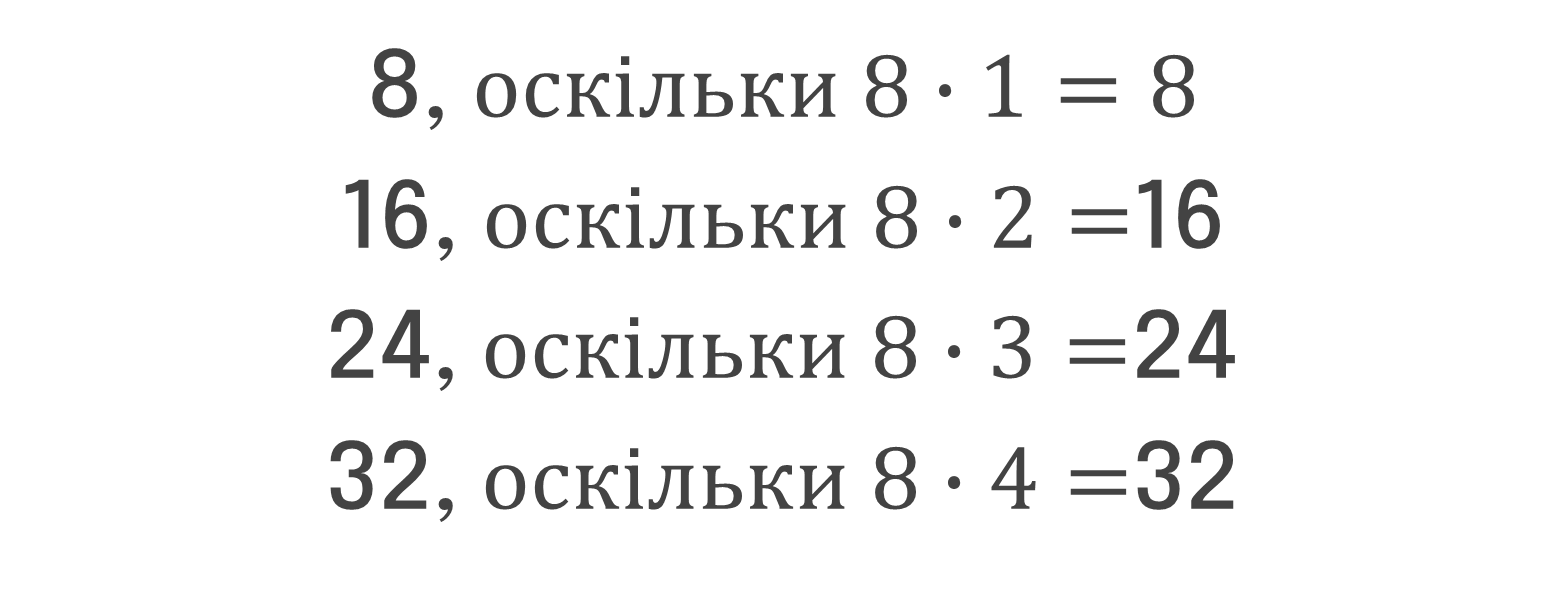 8, оскільки 8 · 1 = 8
16, оскільки 8 · 2 =16
24, оскільки 8 · 3 =24
32, оскільки 8 · 4 =32